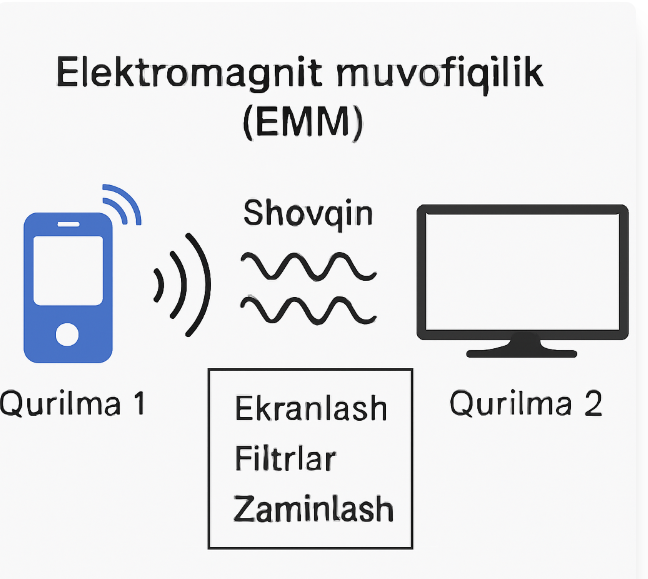 Elektromagnit muvofiqilik
(EMM)
Shovqin
Qurilma 1
Qurilma 2
Ekranlash
Filtrlar
Zaminlash